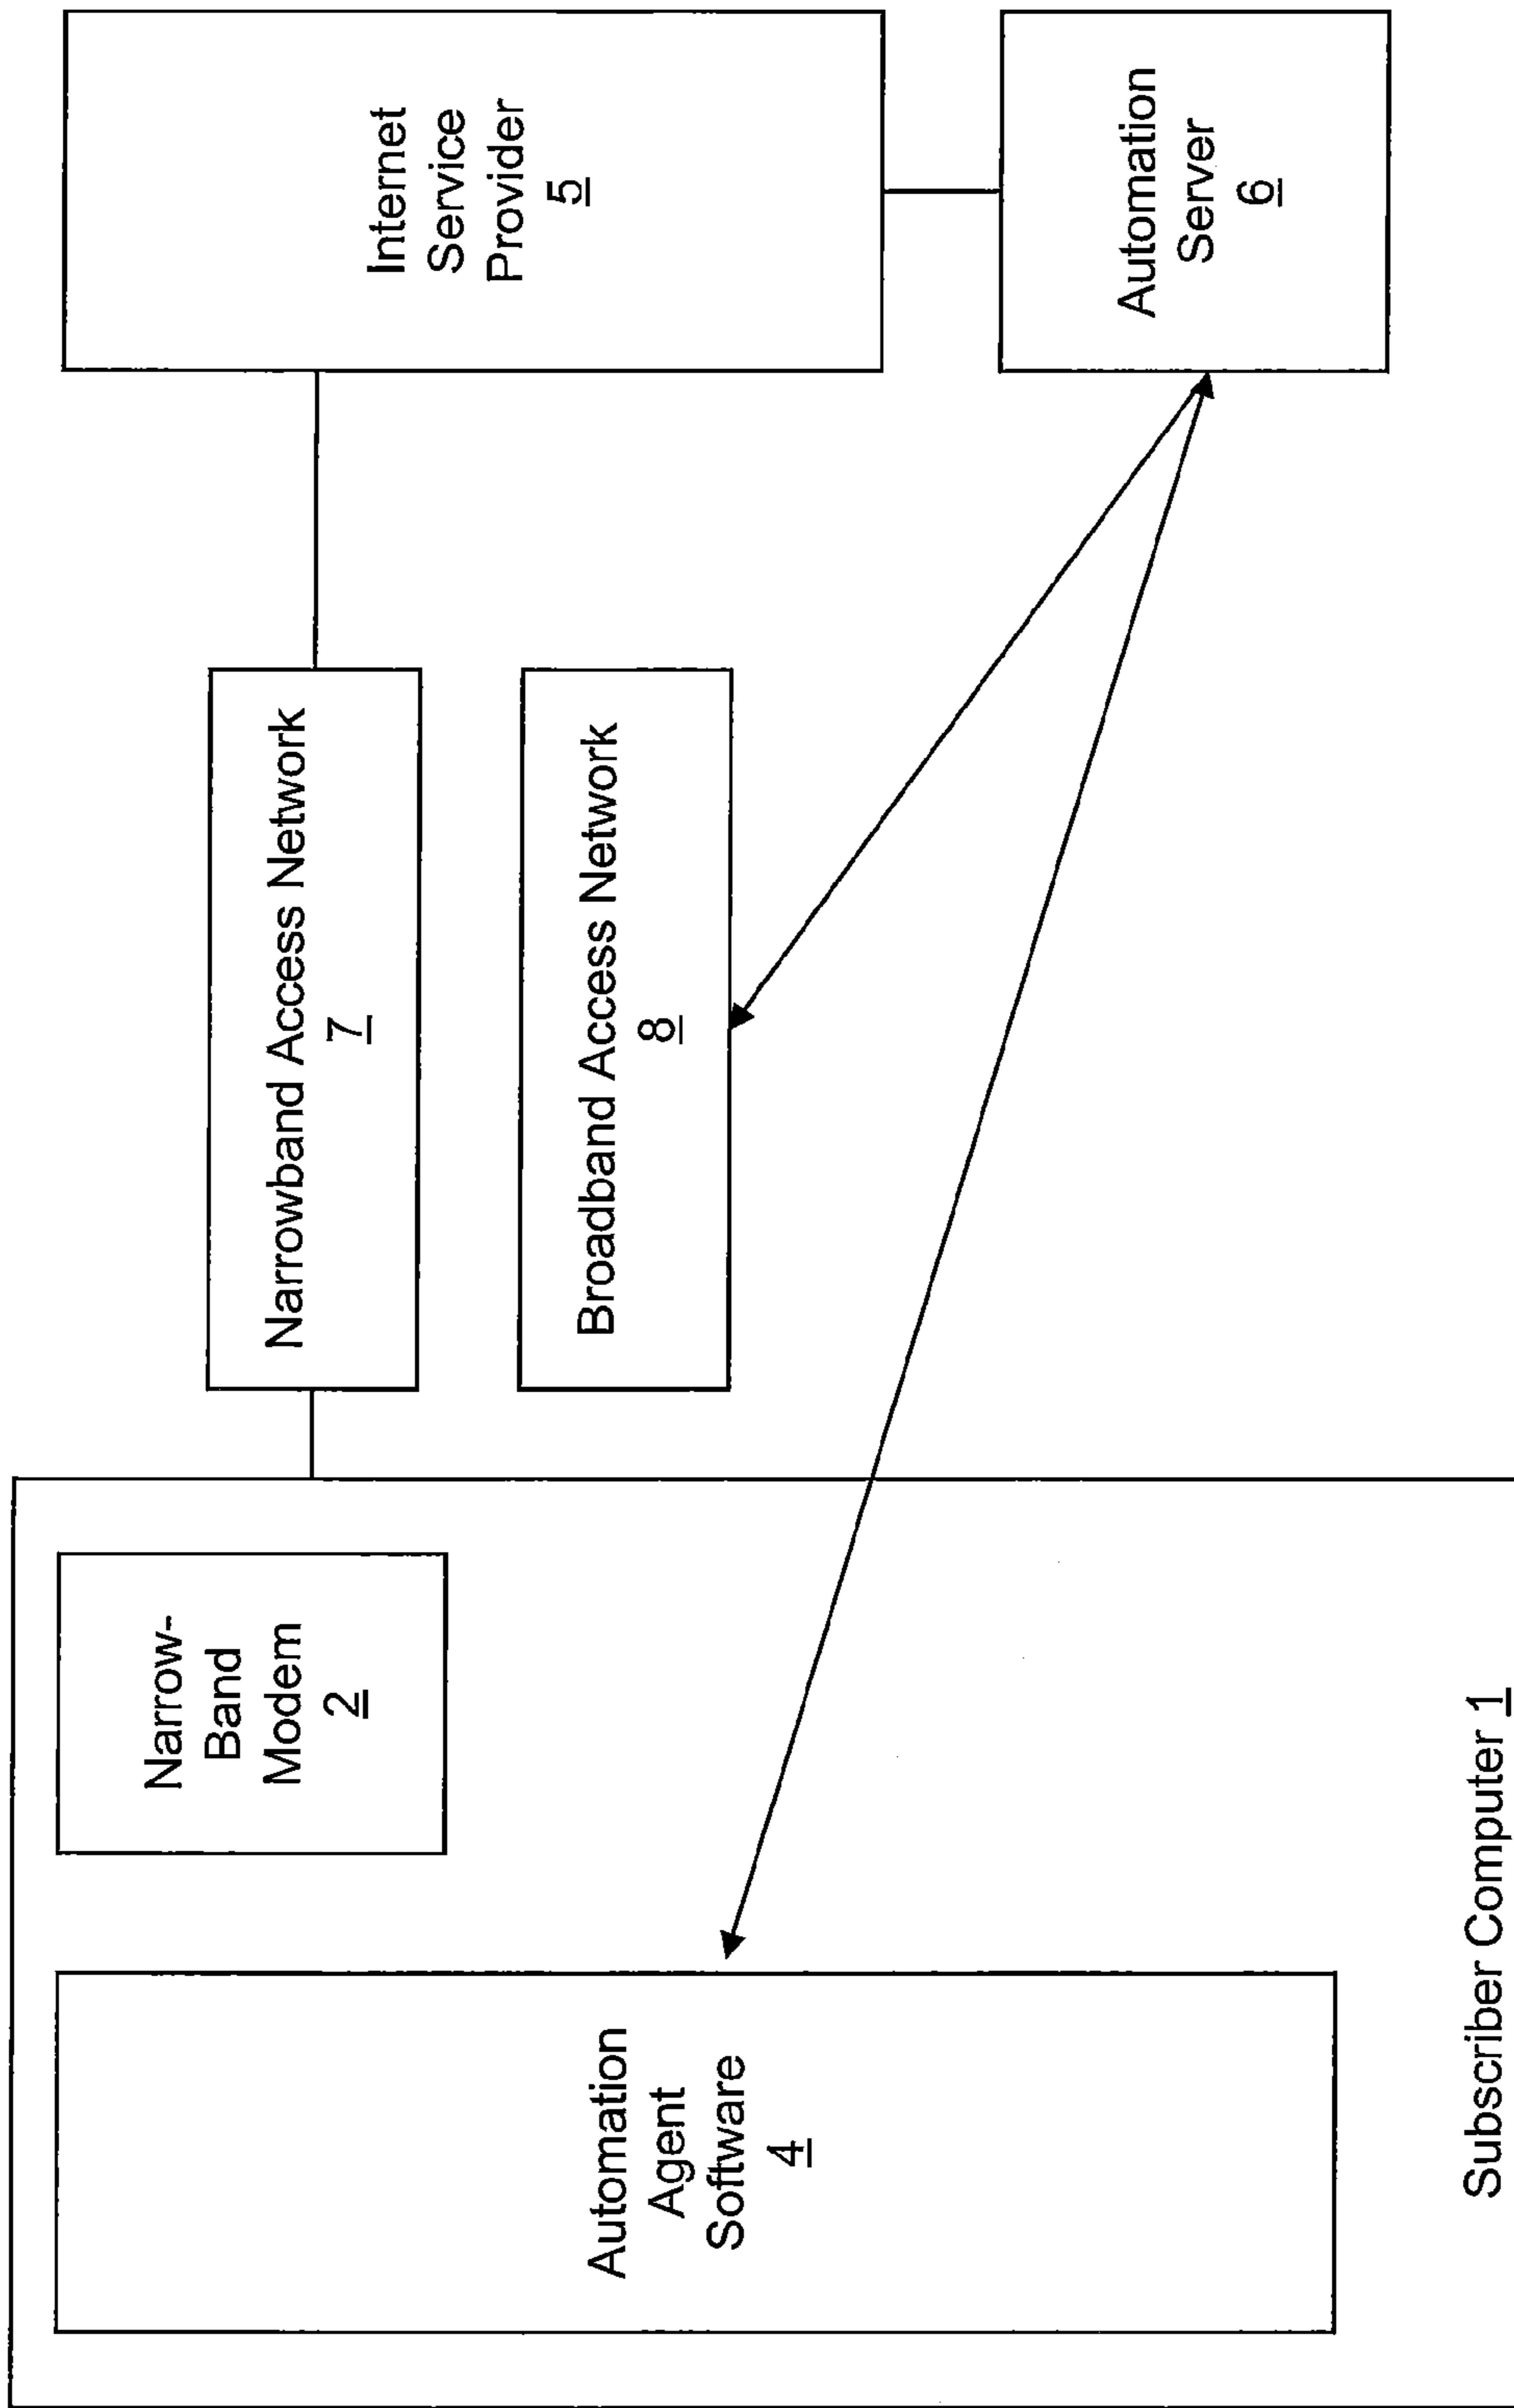 Automation
Agent
Software
4
Narrow-
Band
Modem
2
Subscriber Computer 1
Narrowband Access Network
7
Broadband Access Network
8
Internet
Service
Provider
5
Automation
Server
6